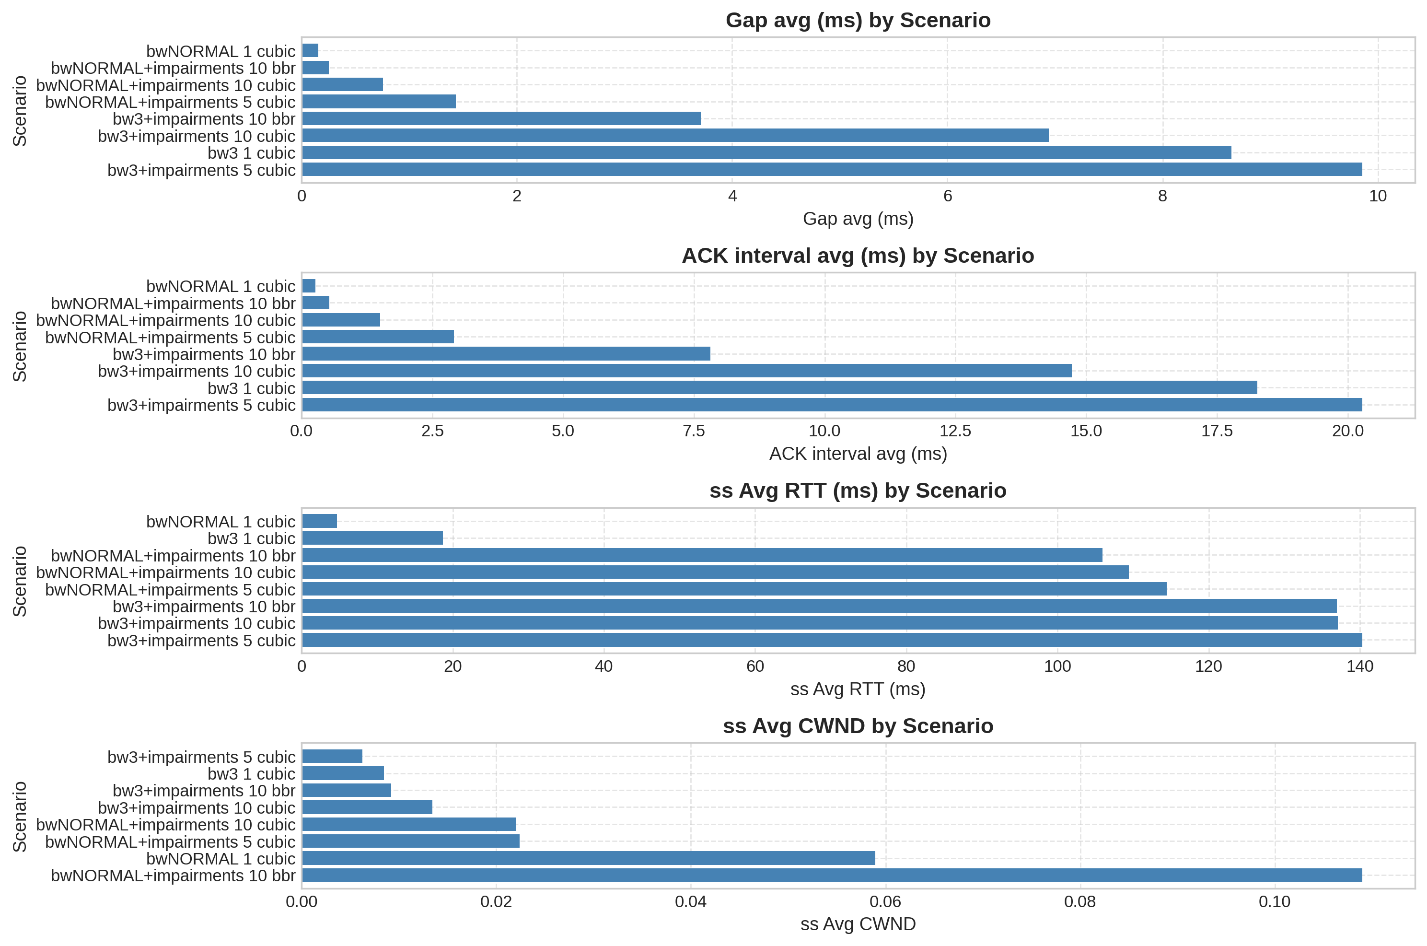 Gap avg (ms) by Scenario
Scenario
bwNORMAL 1 cubic
bwNORMAL+impairments 10 bbr
bwNORMAL+impairments 10 cubic
bwNORMAL+impairments 5 cubic
bw3+impairments 10 bbr
bw3+impairments 10 cubic
bw3 1 cubic
bw3+impairments 5 cubic
0 2 4 6 8 10
Gap avg (ms)
ACK interval avg (ms) by Scenario
Scenario
bwNORMAL 1 cubic
bwNORMAL+impairments 10 bbr
bwNORMAL+impairments 10 cubic
bwNORMAL+impairments 5 cubic
bw3+impairments 10 bbr
bw3+impairments 10 cubic
bw3 1 cubic
bw3+impairments 5 cubic
0.0 2.5 5.0 7.5 10.0 12.5 15.0 17.5 20.0
ACK interval avg (ms)
ss Avg RTT (ms) by Scenario
Scenario
bwNORMAL 1 cubic
bw3 1 cubic
bwNORMAL+impairments 10 bbr
bwNORMAL+impairments 10 cubic
bwNORMAL+impairments 5 cubic
bw3+impairments 10 bbr
bw3+impairments 10 cubic
bw3+impairments 5 cubic
0 20 40 60 80 100 120 140
ss Avg RTT (ms)
ss Avg CWND by Scenario
Scenario
bw3+impairments 5 cubic
bw3 1 cubic
bw3+impairments 10 bbr
bw3+impairments 10 cubic
bwNORMAL+impairments 10 cubic
bwNORMAL+impairments 5 cubic
bwNORMAL 1 cubic
bwNORMAL+impairments 10 bbr
0.00 0.02 0.04 0.06 0.08 0.10
ss Avg CWND